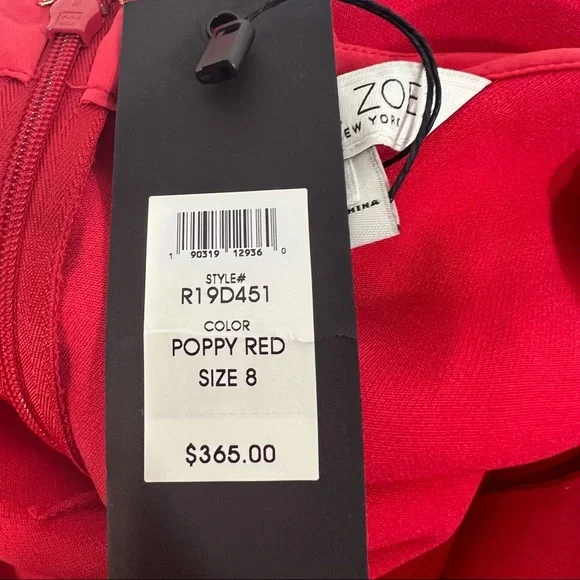 ZOE
NEW YORK
1 90319 12936 0
STYLE#
R19D451
COLOR
POPPY RED
SIZE 8
$365.00